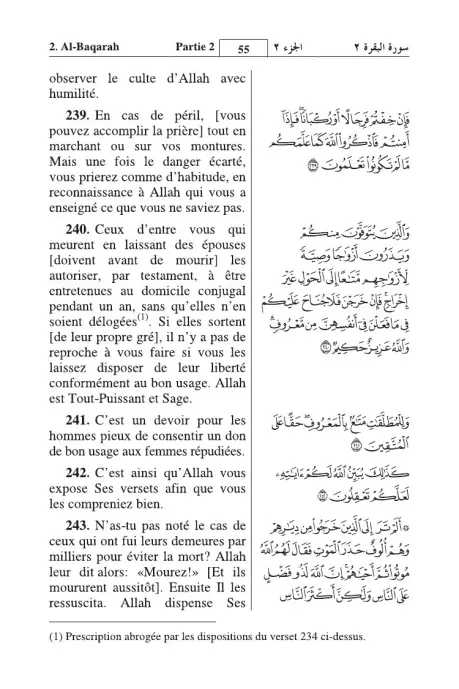 2. Al-Baqarah Partie 2 55 الجزء ٢ سورة البقرة ٢
observer le culte d’Allah avec
humilité.
239. En cas de péril, [vous
pouvez accomplir la prière] tout en
marchant ou sur vos montures.
Mais une fois le danger écarté,
vous prierez comme d’habitude, en
reconnaissance à Allah qui vous a
enseigné ce que vous ne saviez pas.
فَإِنْ خِفْتُمْ فَرِجَالًا أَوْ رُكْبَانًا فَإِذَا
أَمِنتُمْ فَاذْكُرُوا اللَّهَ كَمَا عَلَّمَكُم
مَّا لَمْ تَكُونُوا تَعْلَمُونَ ٢٣٩
240. Ceux d’entre vous qui
meurent en laissant des épouses
[doivent avant de mourir] les
autoriser, par testament, à être
entretenues au domicile conjugal
pendant un an, sans qu’elles n’en
soient délogées(1). Si elles sortent
[de leur propre gré], il n’y a pas de
reproche à vous faire si vous les
laissez disposer de leur liberté
conformément au bon usage. Allah
est Tout-Puissant et Sage.
وَالَّذِينَ يُتَوَفَّوْنَ مِنكُمْ
وَيَذَرُونَ أَزْوَاجًا وَصِيَّةً
لِّأَزْوَاجِهِم مَّتَاعًا إِلَى الْحَوْلِ غَيْرَ
إِخْرَاجٍ فَإِنْ خَرَجْنَ فَلَا جُنَاحَ عَلَيْكُمْ
فِي مَا فَعَلْنَ فِي أَنفُسِهِنَّ مِن مَّعْرُوفٍ
وَاللَّهُ عَزِيزٌ حَكِيمٌ ٢٤٠
241. C’est un devoir pour les
hommes pieux de consentir un don
de bon usage aux femmes répudiées.
وَلِلْمُطَلَّقَاتِ مَتَاعٌ بِالْمَعْرُوفِ حَقًّا عَلَى
الْمُتَّقِينَ ٢٤١
242. C’est ainsi qu’Allah vous
expose Ses versets afin que vous
les compreniez bien.
كَذَٰلِكَ يُبَيِّنُ اللَّهُ لَكُمْ آيَاتِهِ
لَعَلَّكُمْ تَعْقِلُونَ ٢٤٢
243. N'as-tu pas noté le cas de
ceux qui ont fui leurs demeures par
milliers pour éviter la mort? Allah
leur dit alors: «Mourez!» [Et ils
moururent aussitôt]. Ensuite Il les
ressuscita. Allah dispense Ses
۞ أَلَمْ تَرَ إِلَى الَّذِينَ خَرَجُوا مِن دِيَارِهِمْ
وَهُمْ أُلُوفٌ حَذَرَ الْمَوْتِ فَقَالَ لَهُمُ اللَّهُ
مُوتُوا ثُمَّ أَحْيَاهُمْ إِنَّ اللَّهَ لَذُو فَضْلٍ
عَلَى النَّاسِ وَلَٰكِنَّ أَكْثَرَ النَّاسِ
(1) Prescription abrogée par les dispositions du verset 234 ci-dessus.